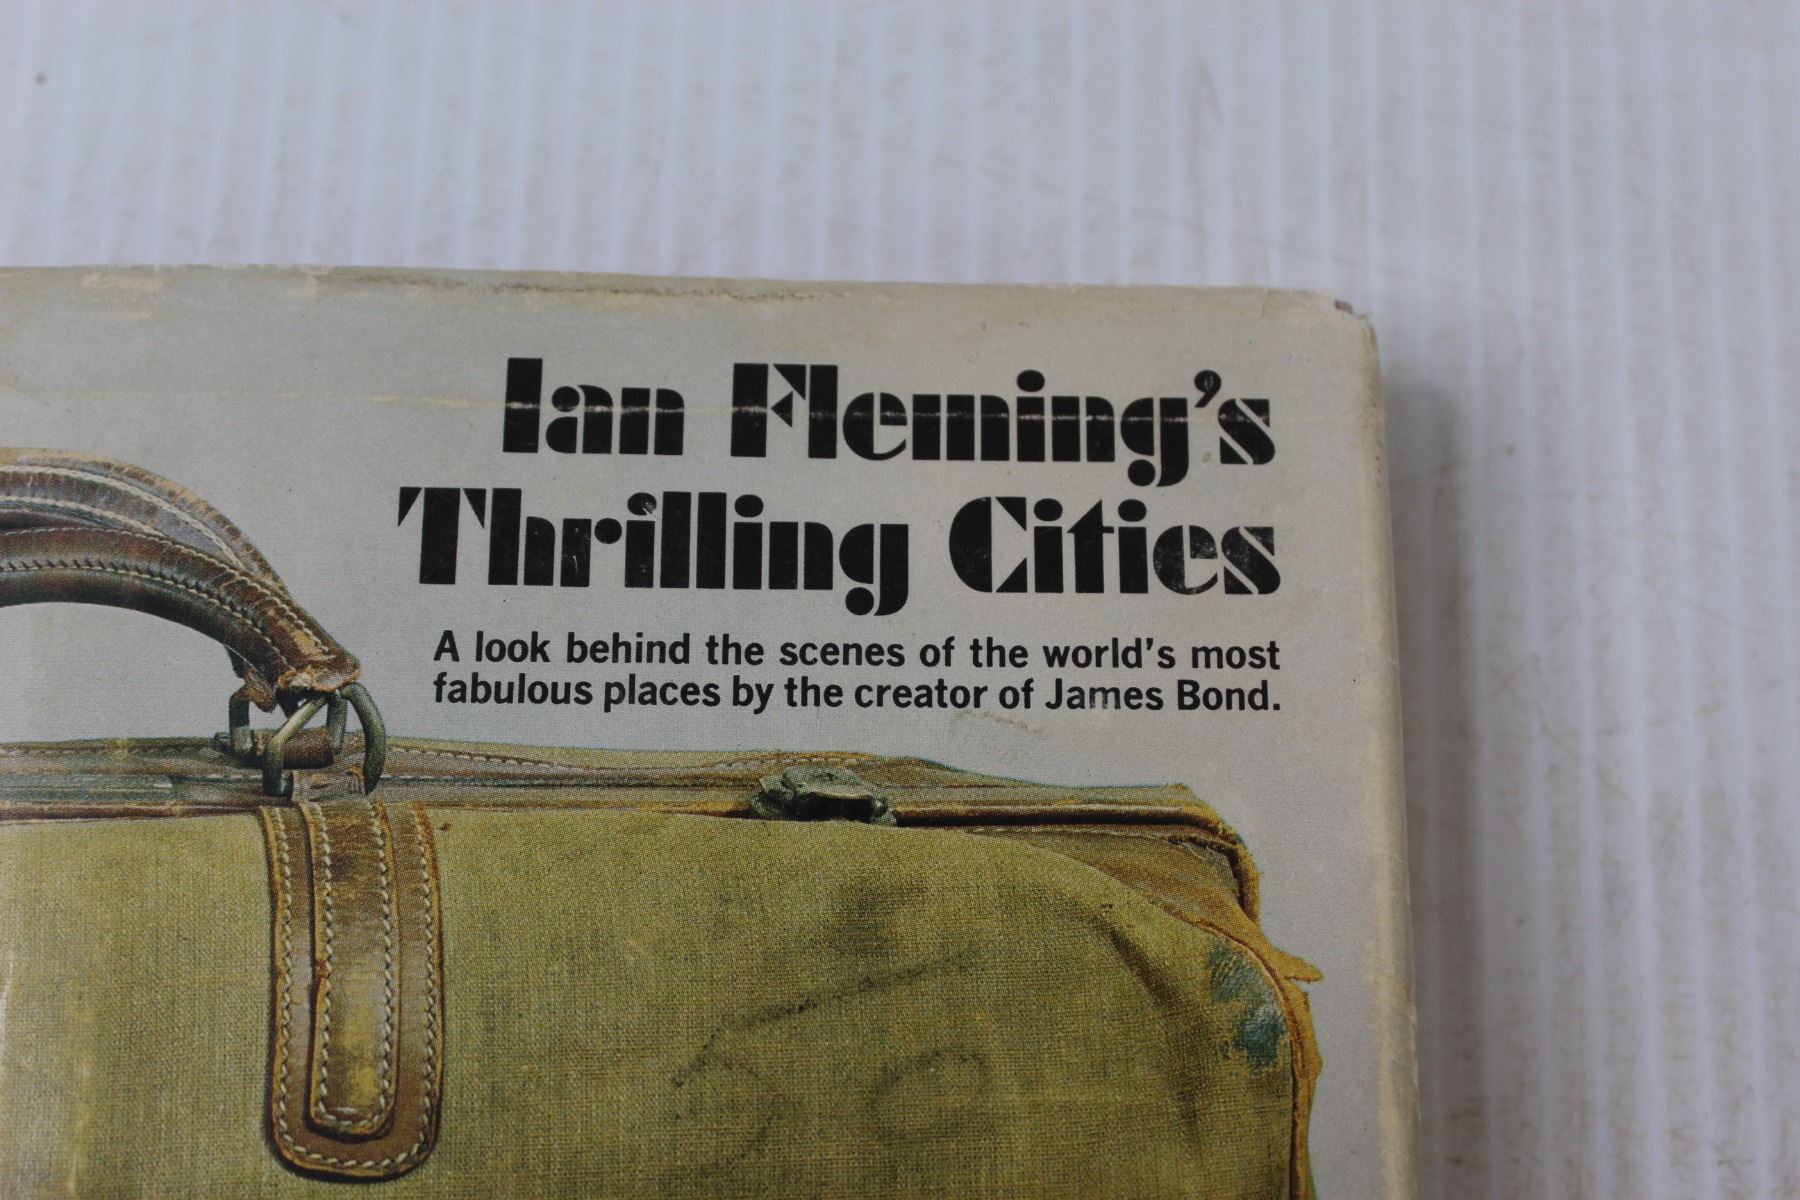 Ian Fleming's
Thrilling Cities
A look behind the scenes of the world's most
fabulous places by the creator of James Bond.